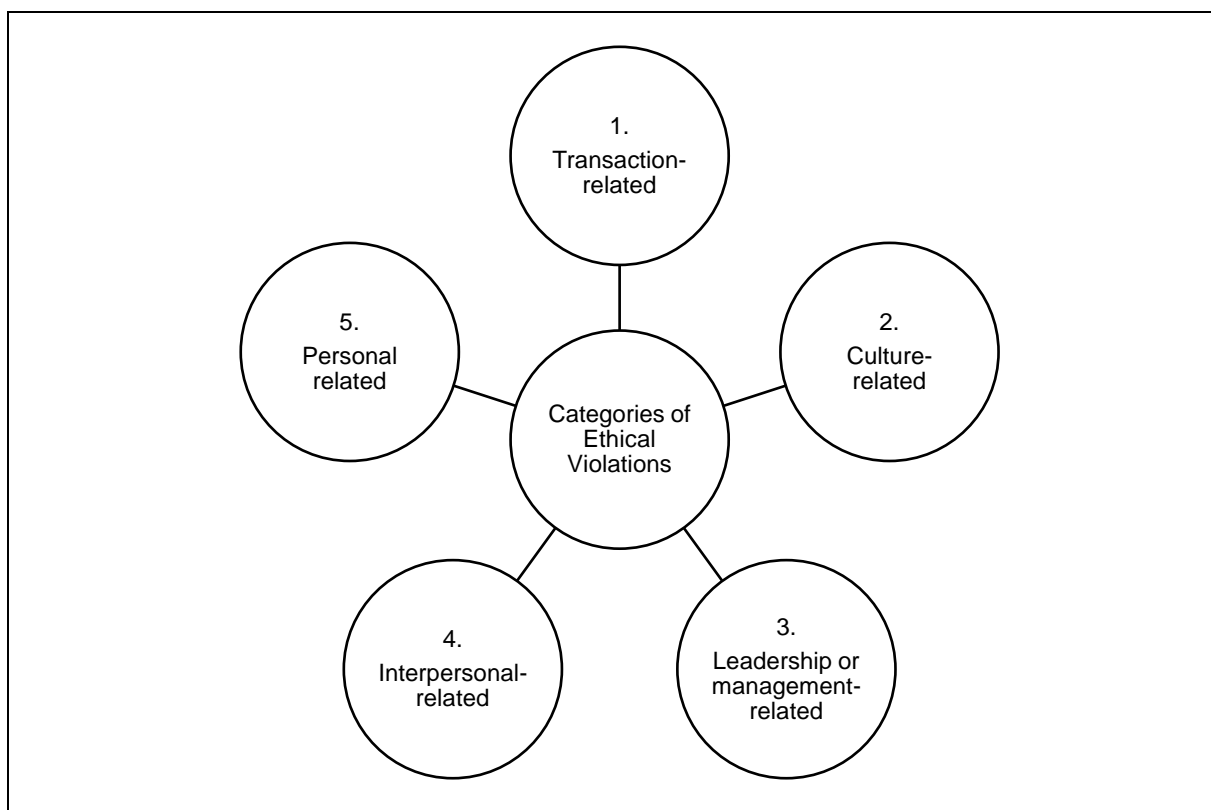 1.
Transaction-
related
5.
Personal
related
2.
Culture-
related
Categories of
Ethical
Violations
4.
Interpersonal-
related
3.
Leadership or
management-
related